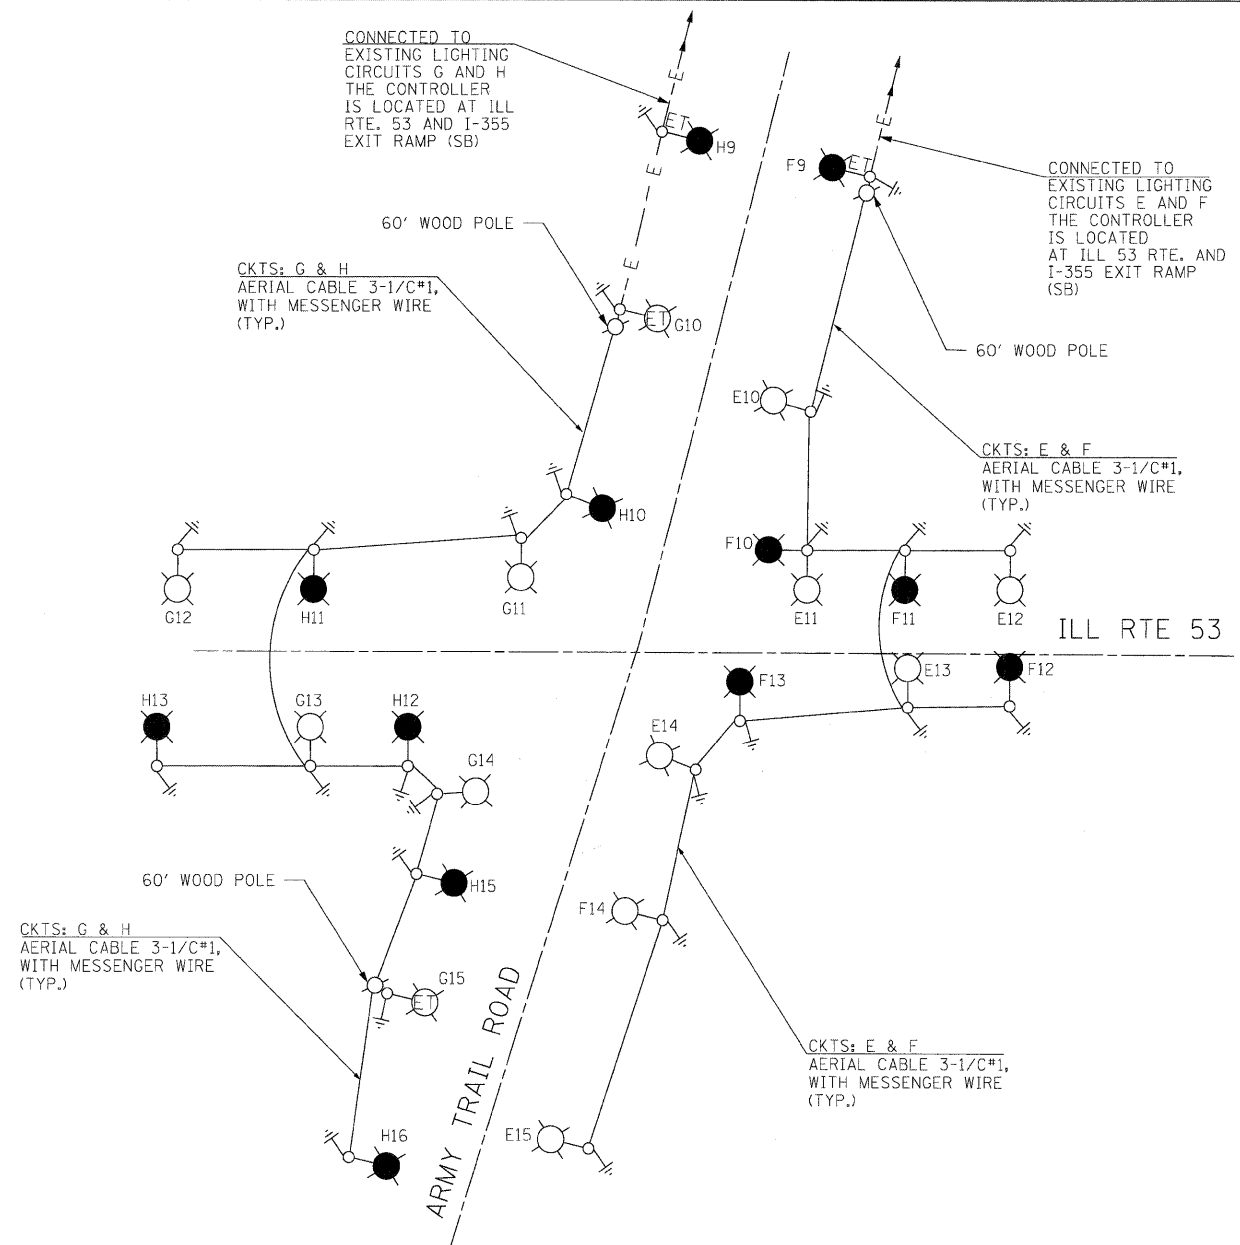 CONNECTED TO
EXISTING LIGHTING
CIRCUITS G AND H
THE CONTROLLER
IS LOCATED AT ILL
RTE. 53 AND I-355
EXIT RAMP (SB)
E
ET
H9
E
E
60' WOOD POLE
CKTS: G & H
AERIAL CABLE 3-1/C#1,
WITH MESSENGER WIRE
(TYP.)
ET
G10
E
F9
ET
CONNECTED TO
EXISTING LIGHTING
CIRCUITS E AND F
THE CONTROLLER
IS LOCATED
AT ILL 53 RTE. AND
I-355 EXIT RAMP
(SB)
60' WOOD POLE
E10
CKTS: E & F
AERIAL CABLE 3-1/C#1,
WITH MESSENGER WIRE
(TYP.)
H10
F10
G12
H11
G11
E11
F11
E12
ILL RTE 53
H13
G13
H12
F13
E13
F12
E14
G14
60' WOOD POLE
H15
F14
CKTS: G & H
AERIAL CABLE 3-1/C#1,
WITH MESSENGER WIRE
(TYP.)
G15
ET
ARMY TRAIL ROAD
CKTS: E & F
AERIAL CABLE 3-1/C#1,
WITH MESSENGER WIRE
(TYP.)
H16
E15